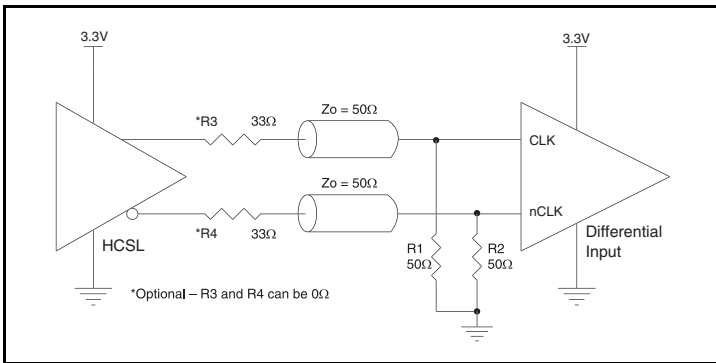 3.3V
3.3V
*R3 33Ω
Zo = 50Ω
CLK
Zo = 50Ω
nCLK
*R4 33Ω
HCSL
R1
50Ω
R2
50Ω
Differential
Input
*Optional – R3 and R4 can be 0Ω